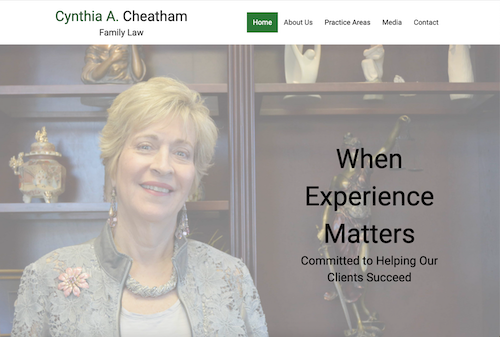 Cynthia A. Cheatham
Family Law
Home About Us Practice Areas Media Contact
When
Experience
Matters
Committed to Helping Our
Clients Succeed